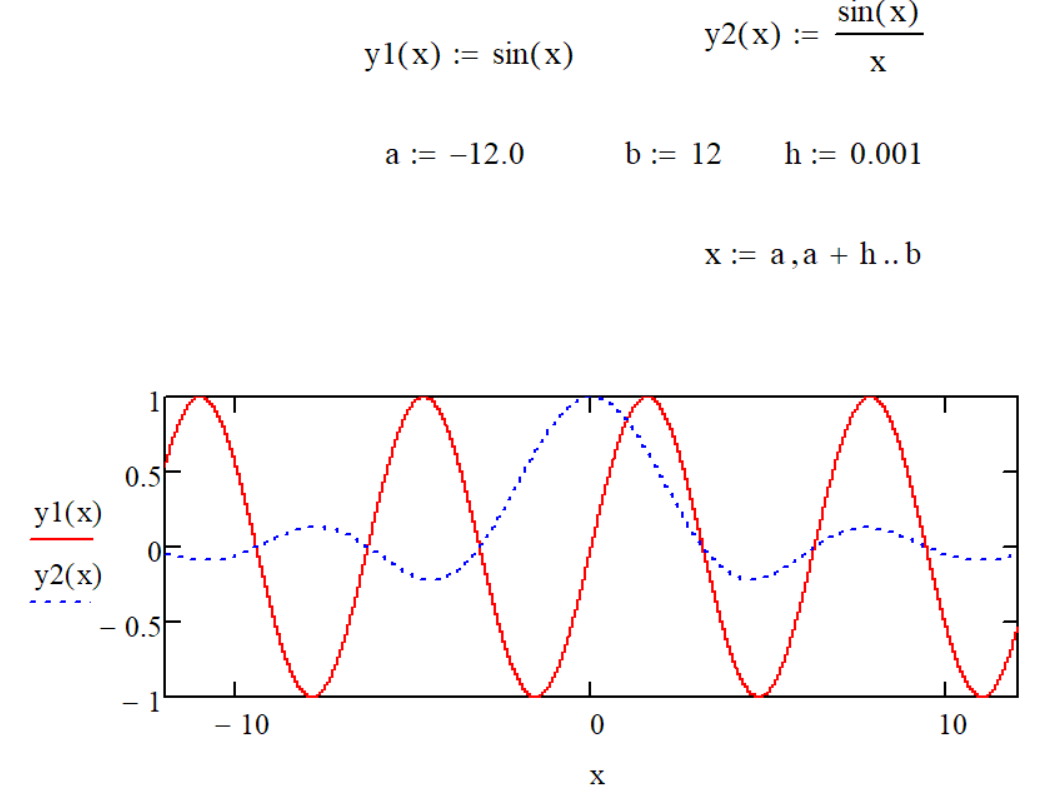 y1(x) := sin(x)
y2(x) := sin(x)
x
a := −12.0 b := 12 h := 0.001
x := a , a + h .. b
1
0.5
y1(x)
0
y2(x)
− 0.5
− 1
− 10 0 10
x